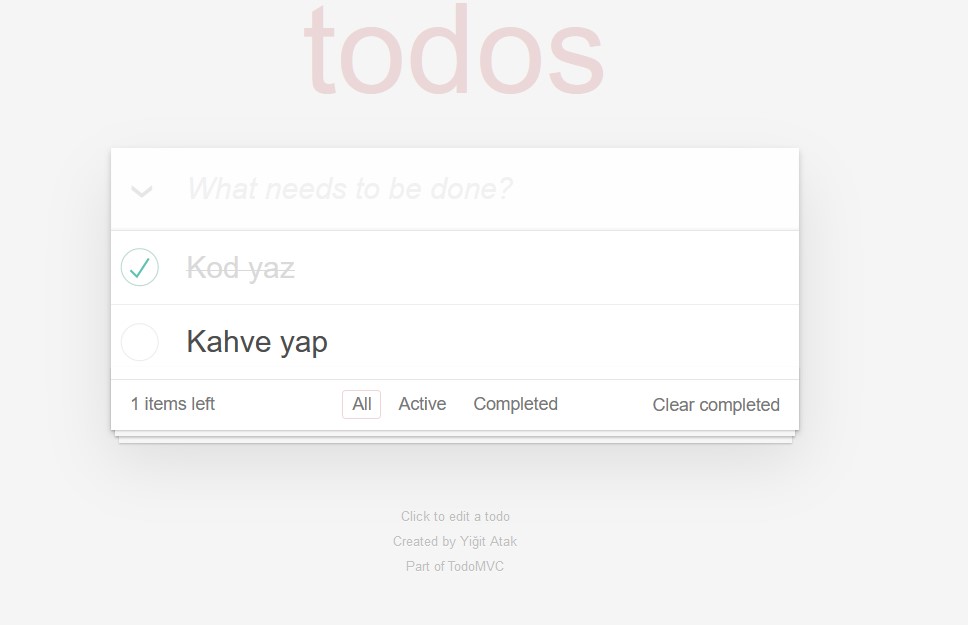 todos
What needs to be done?
Kod yaz
Kahve yap
1 items left All Active Completed Clear completed
Click to edit a todo
Created by Yiğit Atak
Part of TodoMVC